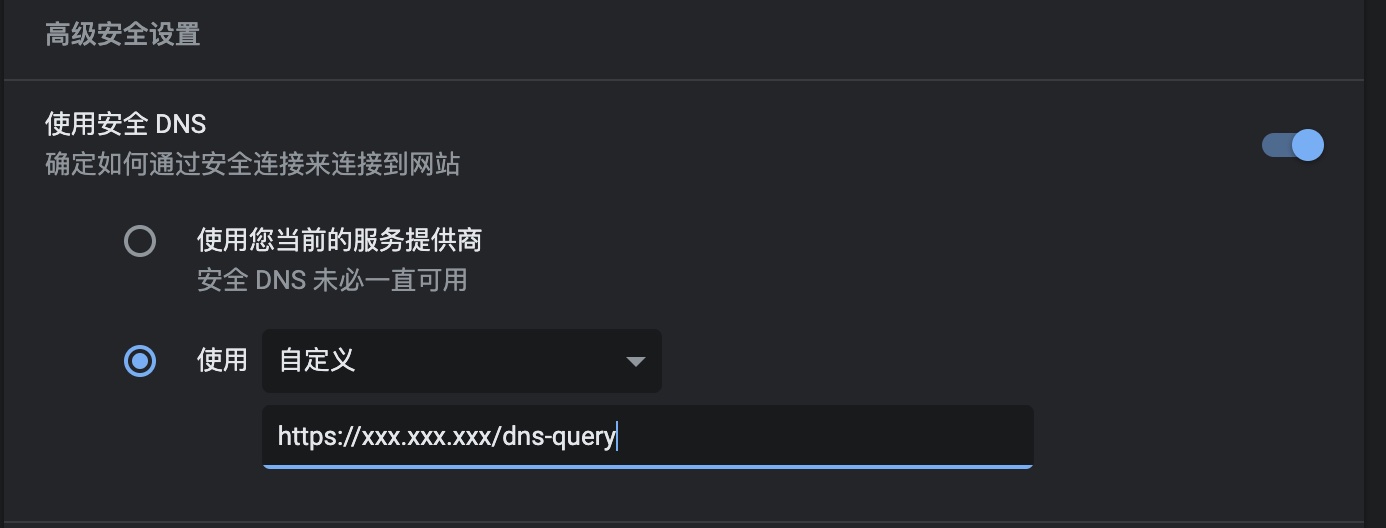 高级安全设置
使用安全 DNS
确定如何通过安全连接来连接到网站
使用您当前的服务提供商
安全 DNS 未必一直可用
使用 自定义
https://xxx.xxx.xxx/dns-query